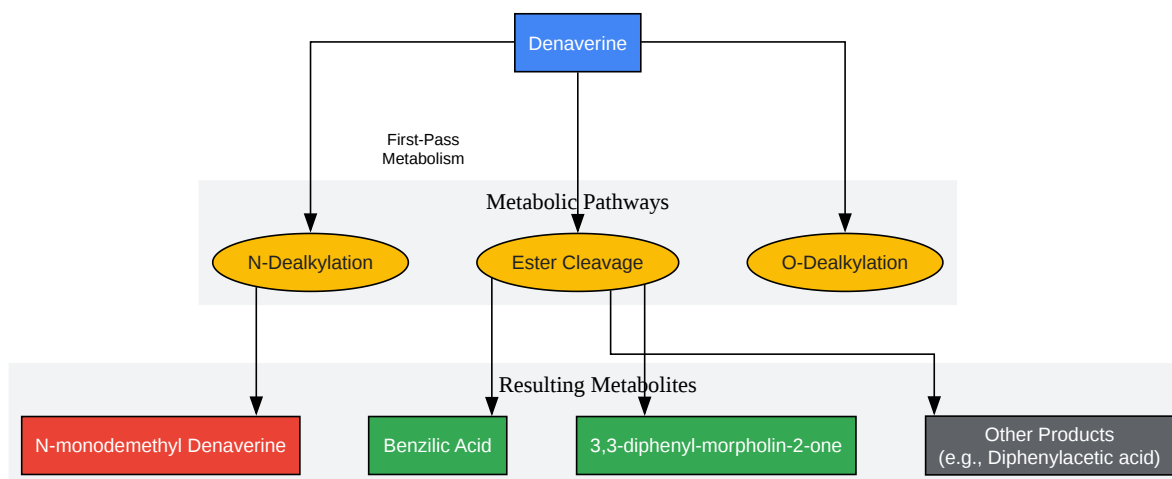 Denaverine
First-Pass
Metabolism
Metabolic Pathways
N-Dealkylation
Ester Cleavage
O-Dealkylation
Resulting Metabolites
N-monodemethyl Denaverine
Benzilic Acid
3,3-diphenyl-morpholin-2-one
Other Products
(e.g., Diphenylacetic acid)